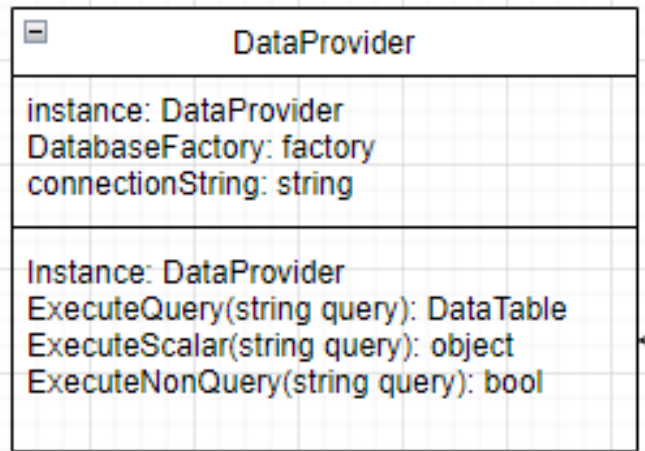 DataProvider
instance: DataProvider
DatabaseFactory: factory
connectionString: string
Instance: DataProvider
ExecuteQuery(string query): DataTable
ExecuteScalar(string query): object
ExecuteNonQuery(string query): bool